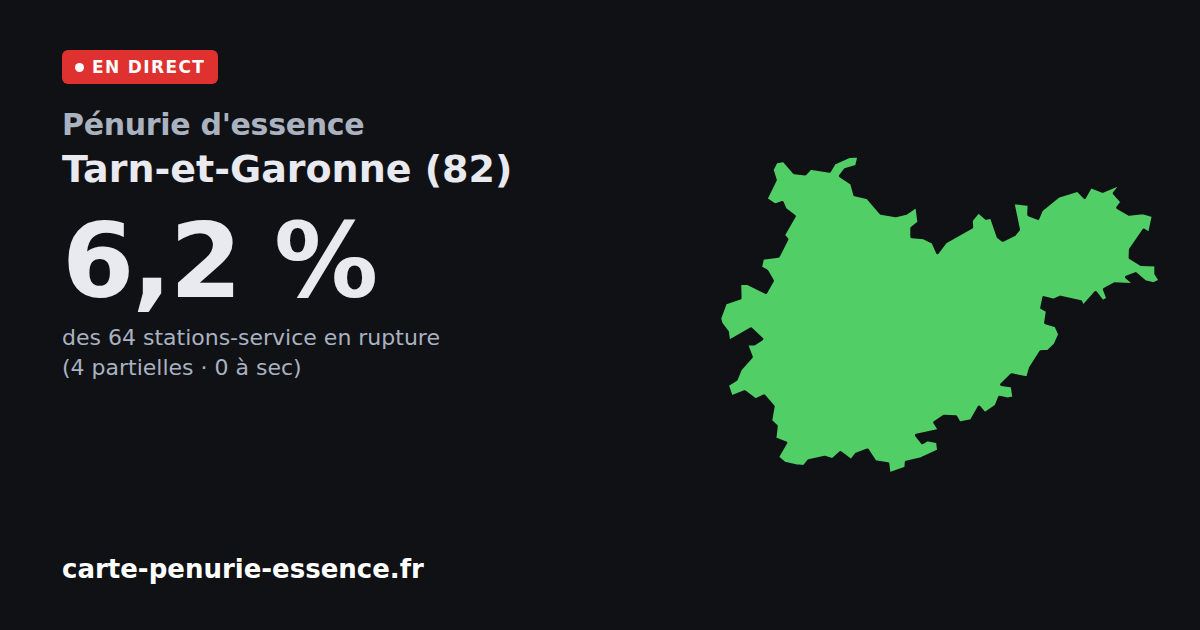 EN DIRECT
Pénurie d'essence
Tarn-et-Garonne (82)
6,2 %
des 64 stations-service en rupture
(4 partielles · 0 à sec)
carte-penurie-essence.fr